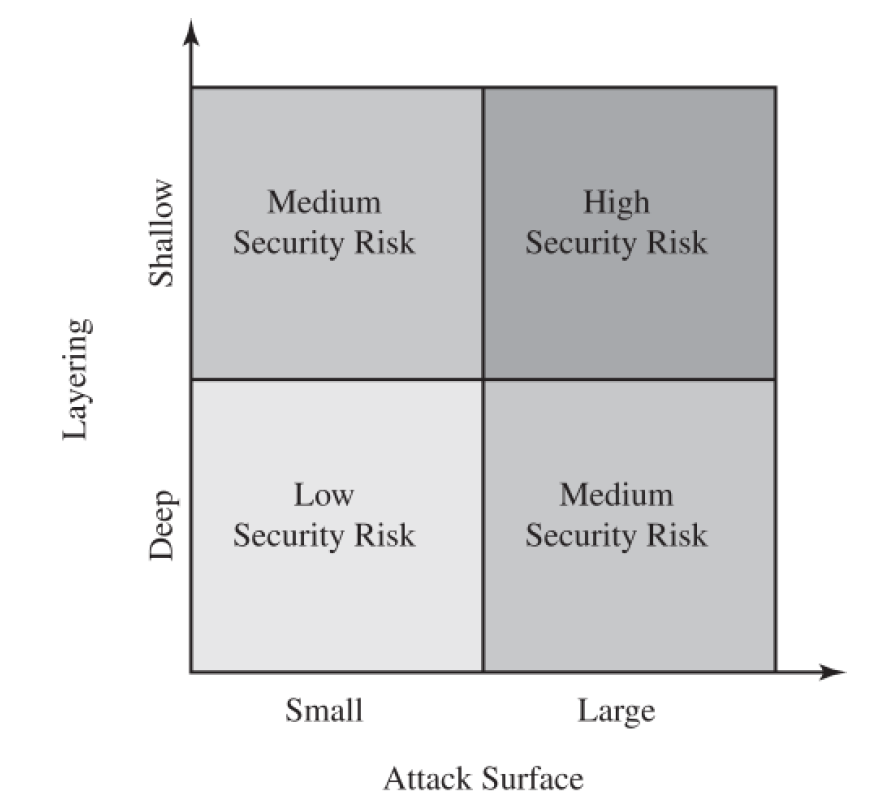 Layering
Shallow
Medium
Security Risk
High
Security Risk
Deep
Low
Security Risk
Medium
Security Risk
Small
Large
Attack Surface